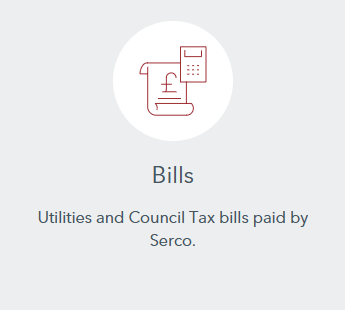 Bills
Utilities and Council Tax bills paid by
Serco.